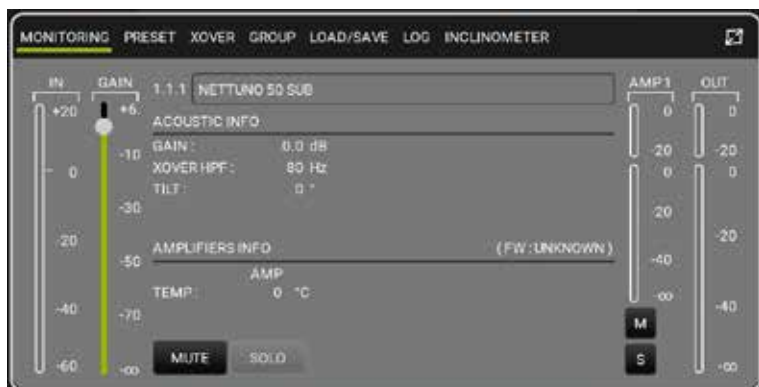 MONITORING PRESET XOVER GROUP LOAD/SAVE LOG INCLINOMETER
IN GAIN 1.1.1 NETTUNO 50 SUB AMP1 OUT
+20 +6 0 0
ACOUSTIC INFO
GAIN: 0.0 dB
-10 -20 -20
XOVER HPF: 80 Hz
0 0 0
TILT: 0 °
-30 20
-20 AMPLIFIERS INFO (FW:UNKNOWN) -20
-50 -40
AMP
TEMP: 0 °C
-∞
-40 -70 -40
M
MUTE SOLO S
-60 -∞ -∞